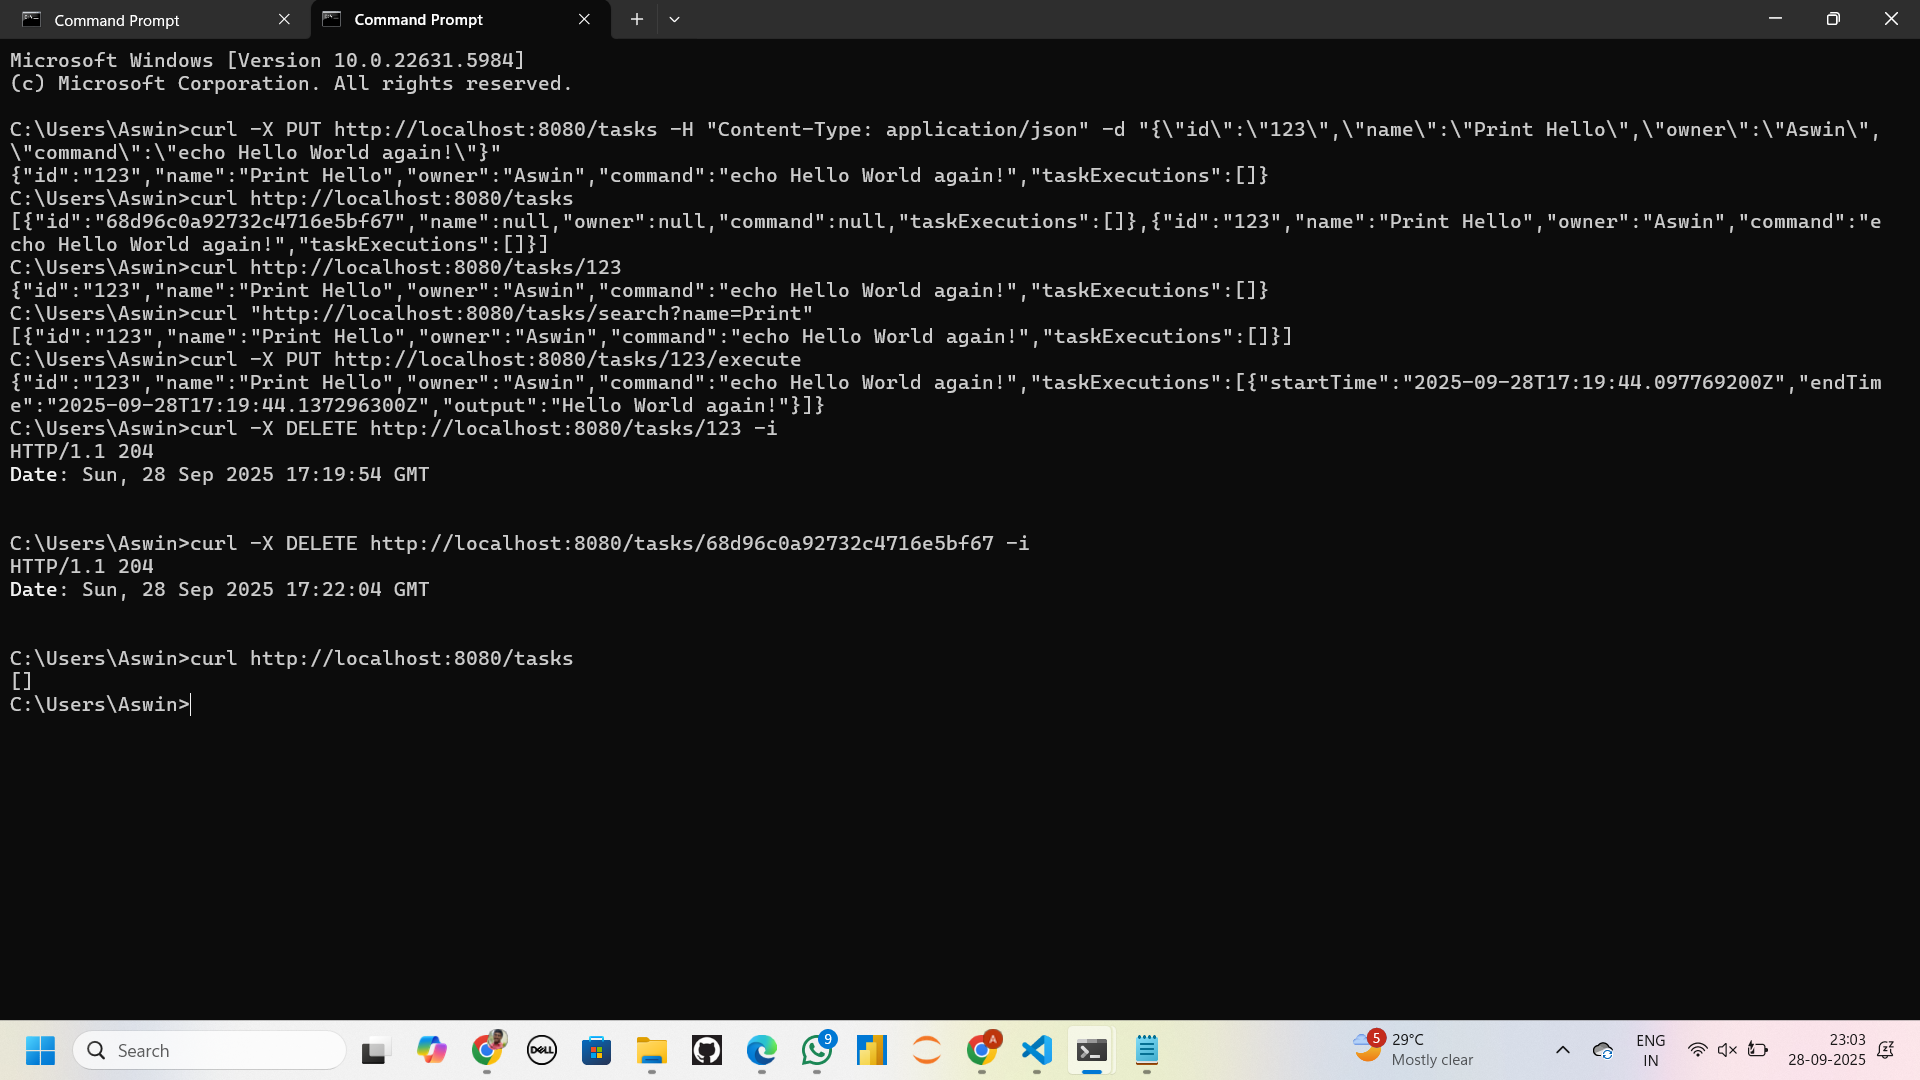 Command Prompt
Command Prompt
Microsoft Windows [Version 10.0.22631.5984]
(c) Microsoft Corporation. All rights reserved.
C:\Users\Aswin>curl -X PUT http://localhost:8080/tasks -H "Content-Type: application/json" -d "{\"id\":\"123\",\"name\":\"Print Hello\",\"owner\":\"Aswin\",
\"command\":\"echo Hello World again!\"}"
{"id":"123","name":"Print Hello","owner":"Aswin","command":"echo Hello World again!","taskExecutions":[]}
C:\Users\Aswin>curl http://localhost:8080/tasks
[{"id":"68d96c0a92732c4716e5bf67","name":null,"owner":null,"command":null,"taskExecutions":[]},{"id":"123","name":"Print Hello","owner":"Aswin","command":"e
cho Hello World again!","taskExecutions":[]}]
C:\Users\Aswin>curl http://localhost:8080/tasks/123
{"id":"123","name":"Print Hello","owner":"Aswin","command":"echo Hello World again!","taskExecutions":[]}
C:\Users\Aswin>curl "http://localhost:8080/tasks/search?name=Print"
[{"id":"123","name":"Print Hello","owner":"Aswin","command":"echo Hello World again!","taskExecutions":[]}]
C:\Users\Aswin>curl -X PUT http://localhost:8080/tasks/123/execute
{"id":"123","name":"Print Hello","owner":"Aswin","command":"echo Hello World again!","taskExecutions":[{"startTime":"2025-09-28T17:19:44.097769200Z","endTim
e":"2025-09-28T17:19:44.137296300Z","output":"Hello World again!"}]}
C:\Users\Aswin>curl -X DELETE http://localhost:8080/tasks/123 -i
HTTP/1.1 204
Date: Sun, 28 Sep 2025 17:19:54 GMT
C:\Users\Aswin>curl -X DELETE http://localhost:8080/tasks/68d96c0a92732c4716e5bf67 -i
HTTP/1.1 204
Date: Sun, 28 Sep 2025 17:22:04 GMT
C:\Users\Aswin>curl http://localhost:8080/tasks
[]
C:\Users\Aswin>
Search
DELL
9
A
5
29°C
Mostly clear
ENG
IN
23:03
28-09-2025